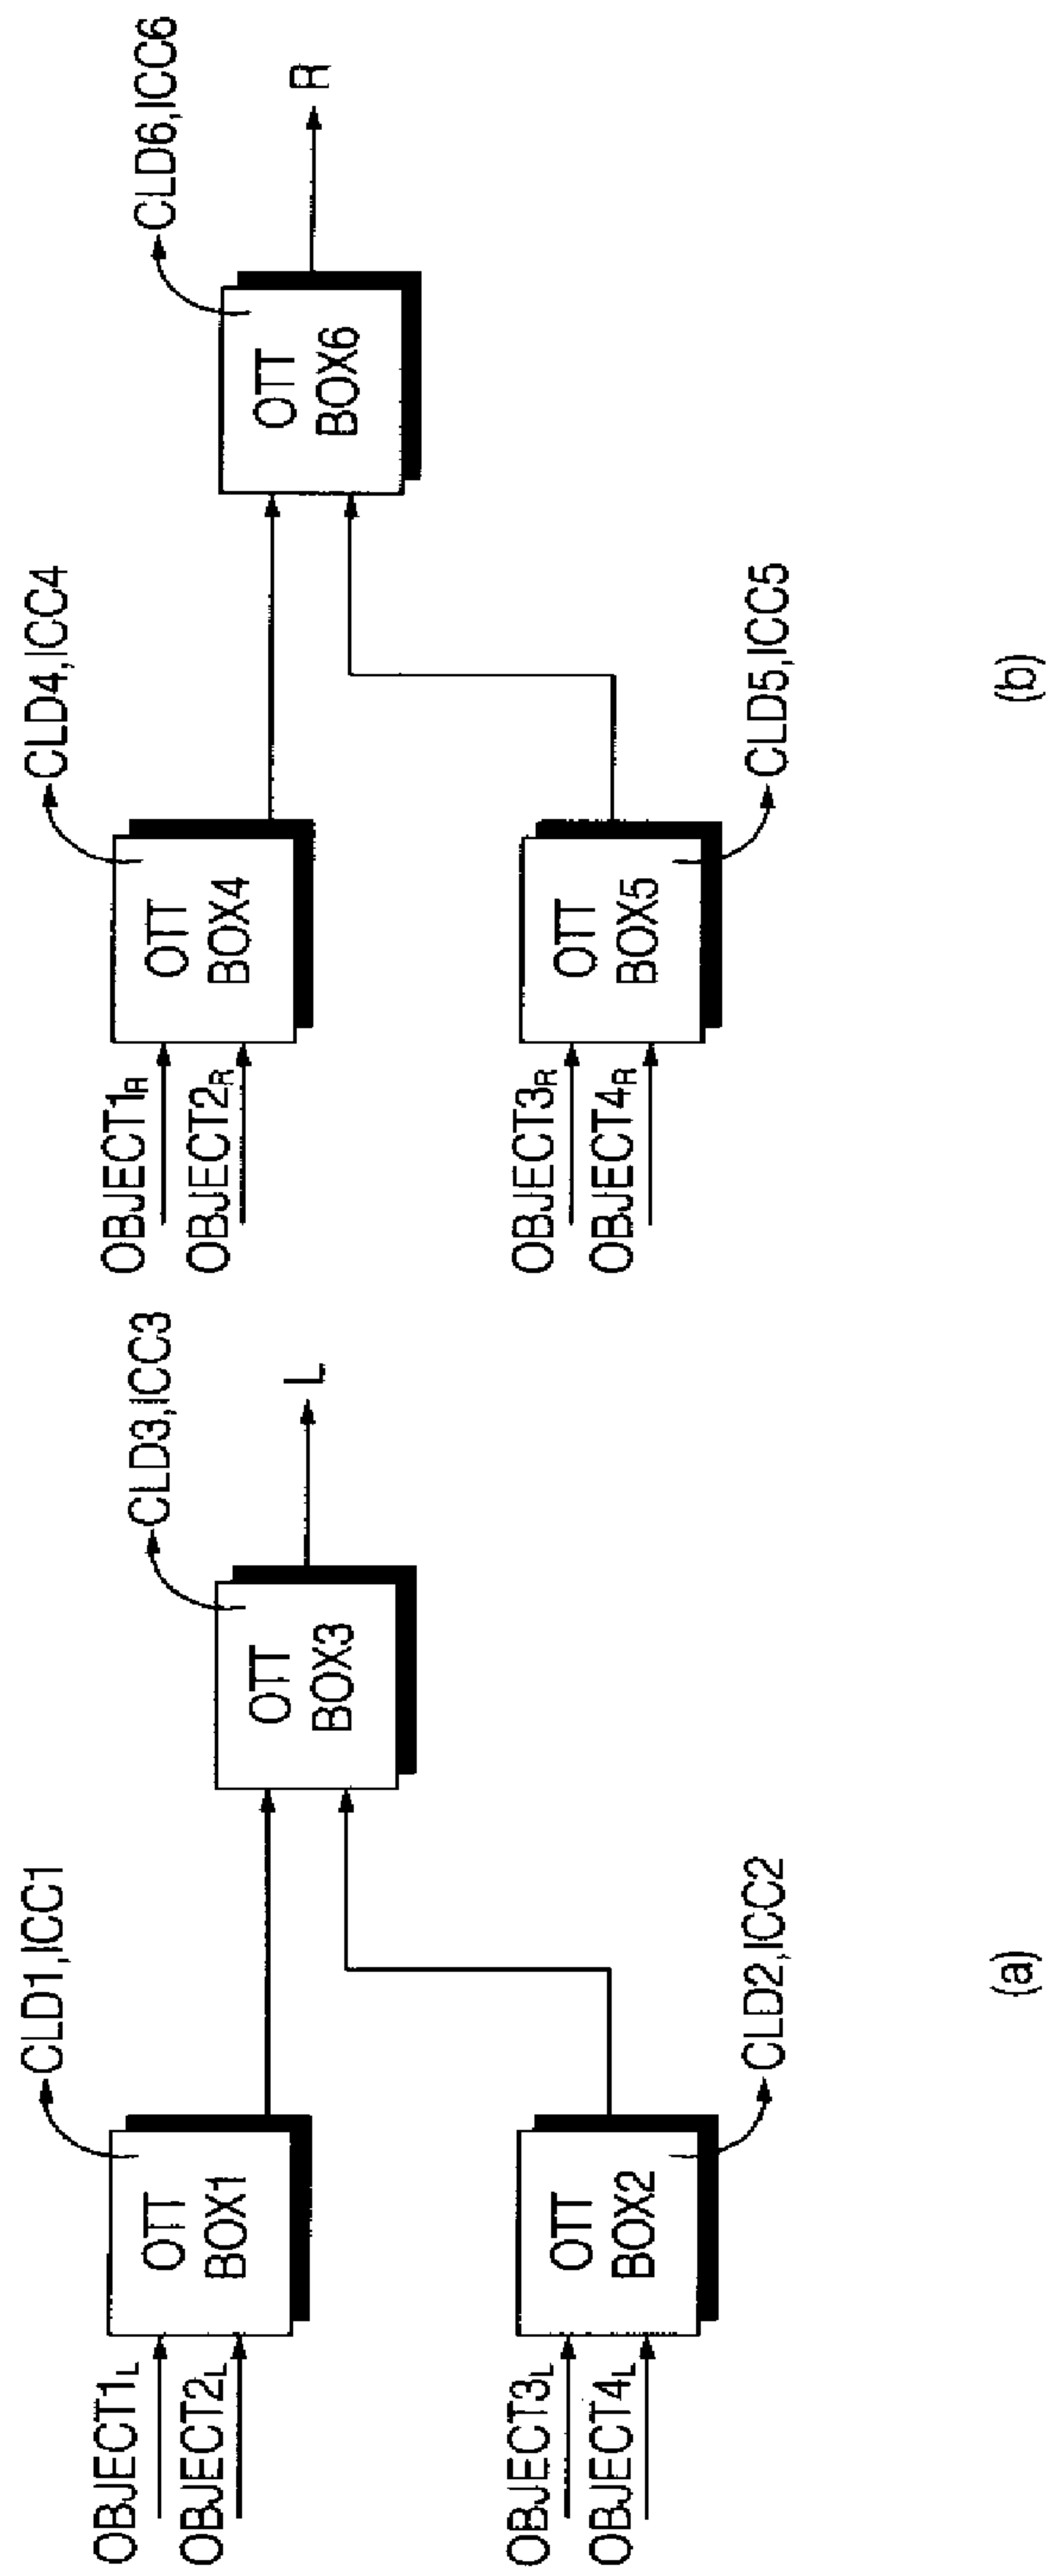 OBJECT1L
OBJECT2L
OTT
BOX1
CLD1,ICC1
OBJECT3L
OBJECT4L
OTT
BOX2
CLD2,ICC2
OTT
BOX3
CLD3,ICC3
L
(a)
OBJECT1R
OBJECT2R
OTT
BOX4
CLD4,ICC4
OBJECT3R
OBJECT4R
OTT
BOX5
CLD5,ICC5
OTT
BOX6
CLD6,ICC6
R
(b)